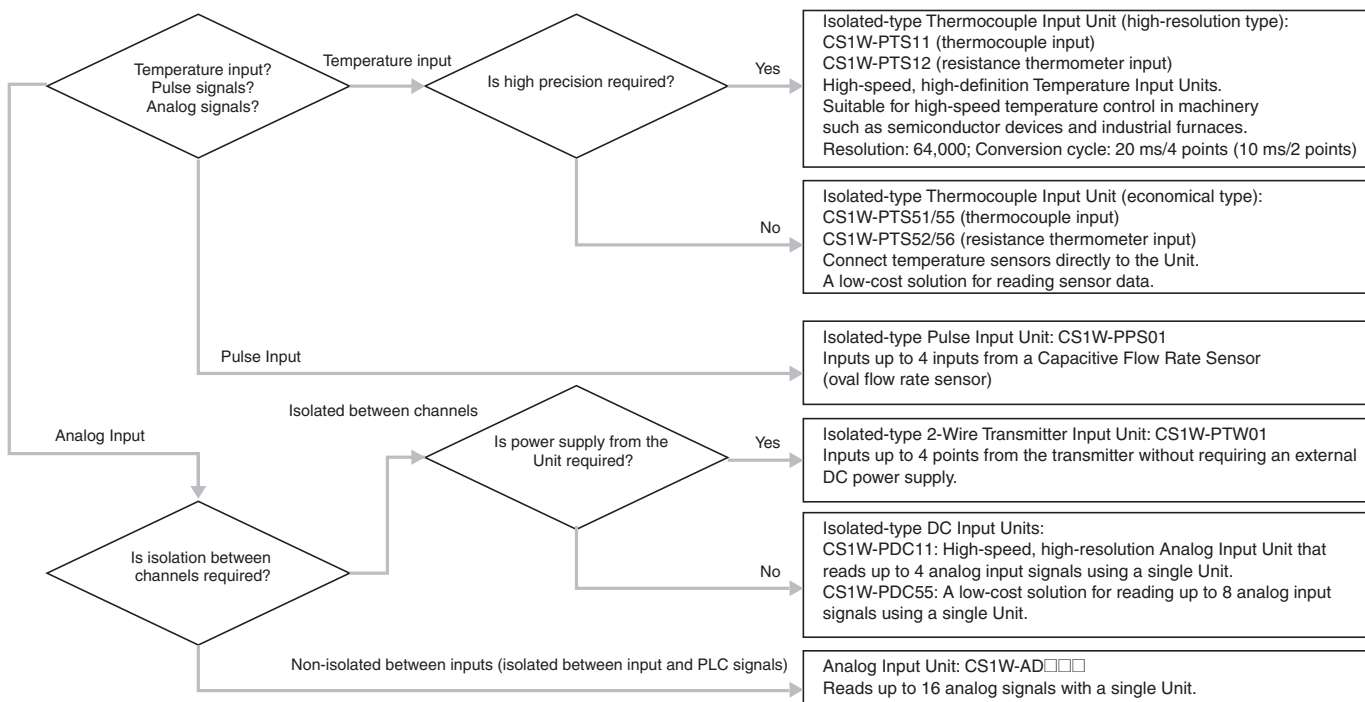 Temperature input?
Pulse signals?
Analog signals?
Temperature input
Is high precision required?
Yes
Isolated-type Thermocouple Input Unit (high-resolution type):
CS1W-PTS11 (thermocouple input)
CS1W-PTS12 (resistance thermometer input)
High-speed, high-definition Temperature Input Units.
Suitable for high-speed temperature control in machinery
such as semiconductor devices and industrial furnaces.
Resolution: 64,000; Conversion cycle: 20 ms/4 points (10 ms/2 points)
No
Isolated-type Thermocouple Input Unit (economical type):
CS1W-PTS51/55 (thermocouple input)
CS1W-PTS52/56 (resistance thermometer input)
Connect temperature sensors directly to the Unit.
A low-cost solution for reading sensor data.
Pulse Input
Isolated-type Pulse Input Unit: CS1W-PPS01
Inputs up to 4 inputs from a Capacitive Flow Rate Sensor
(oval flow rate sensor)
Analog Input
Isolated between channels
Is power supply from the
Unit required?
Yes
Isolated-type 2-Wire Transmitter Input Unit: CS1W-PTW01
Inputs up to 4 points from the transmitter without requiring an external
DC power supply.
Is isolation between
channels required?
No
Isolated-type DC Input Units:
CS1W-PDC11: High-speed, high-resolution Analog Input Unit that
reads up to 4 analog input signals using a single Unit.
CS1W-PDC55: A low-cost solution for reading up to 8 analog input
signals using a single Unit.
Non-isolated between inputs (isolated between input and PLC signals)
Analog Input Unit: CS1W-AD□□□
Reads up to 16 analog signals with a single Unit.